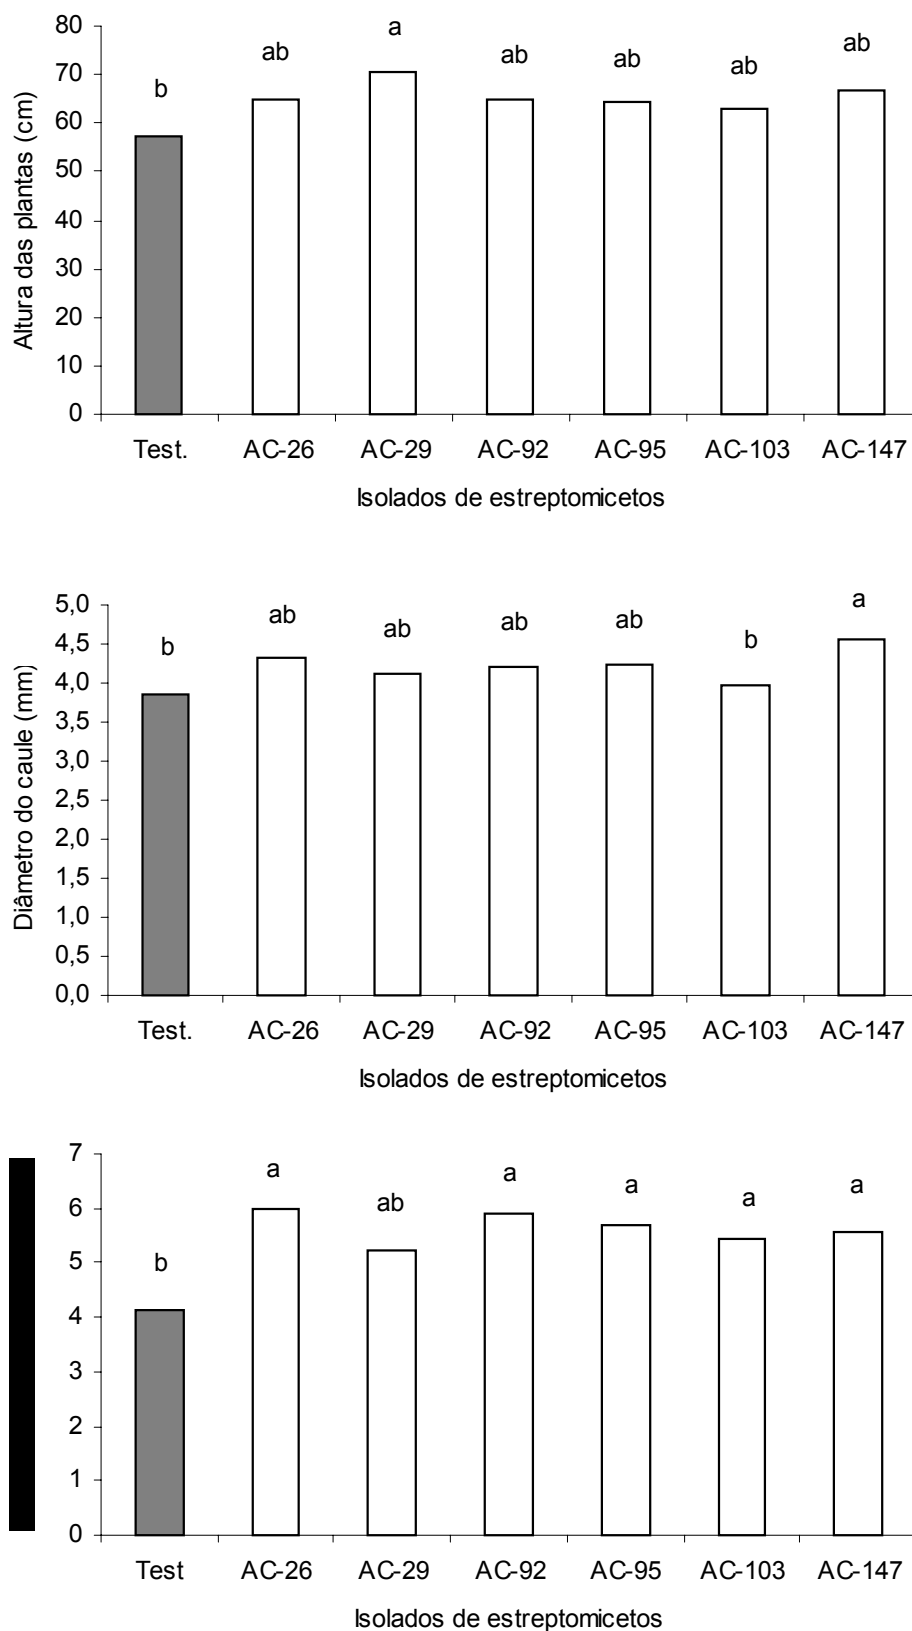 Altura das plantas (cm)
80
70
60
50
40
30
20
10
0
b
ab
a
ab
ab
ab
ab
Test.
AC-26
AC-29
AC-92
AC-95
AC-103
AC-147
Isolados de estreptomicetos
Diâmetro do caule (mm)
5,0
4,5
4,0
3,5
3,0
2,5
2,0
1,5
1,0
0,5
0,0
b
ab
ab
ab
ab
b
a
Test.
AC-26
AC-29
AC-92
AC-95
AC-103
AC-147
Isolados de estreptomicetos
7
6
5
4
3
2
1
0
b
a
ab
a
a
a
a
Test
AC-26
AC-29
AC-92
AC-95
AC-103
AC-147
Isolados de estreptomicetos